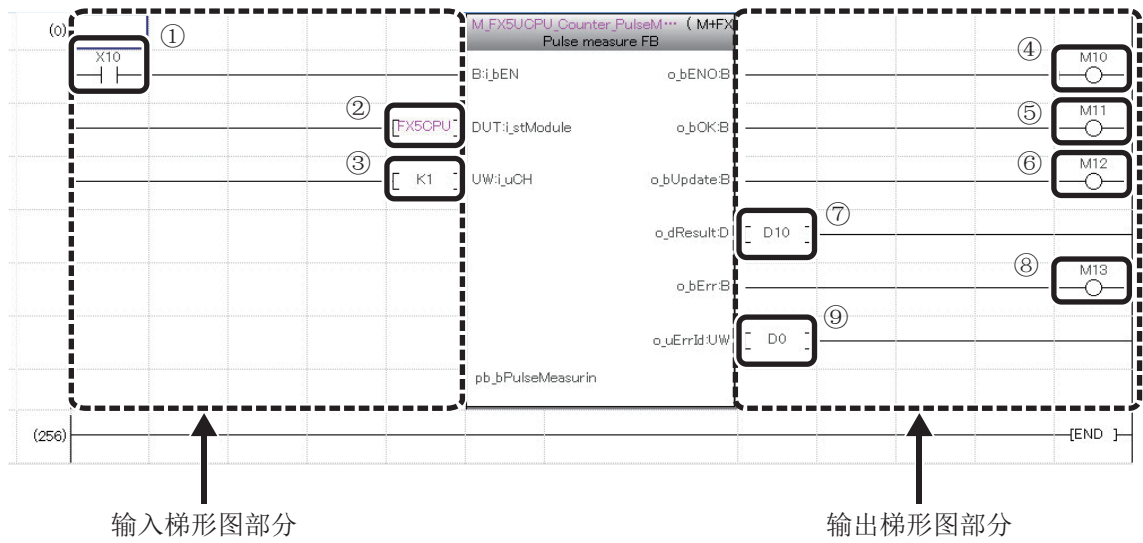 (0)
①
X10
M_FX5UCPU_Counter_PulseM… ( M+FX
Pulse measure FB
B:i_bEN
o_bENO:B
④
M10
②
[FX5CPU]
DUT:i_stModule
o_bOK:B
⑤
M11
③
[ K1 ]
UW:i_uCH
o_bUpdate:B
⑥
M12
o_dResult:D
[ D10 ]
⑦
o_bErr:B
⑧
M13
o_uErrId:UW
[ D0 ]
⑨
pb_bPulseMeasurin
(256)
[END ]
输入梯形图部分
输出梯形图部分